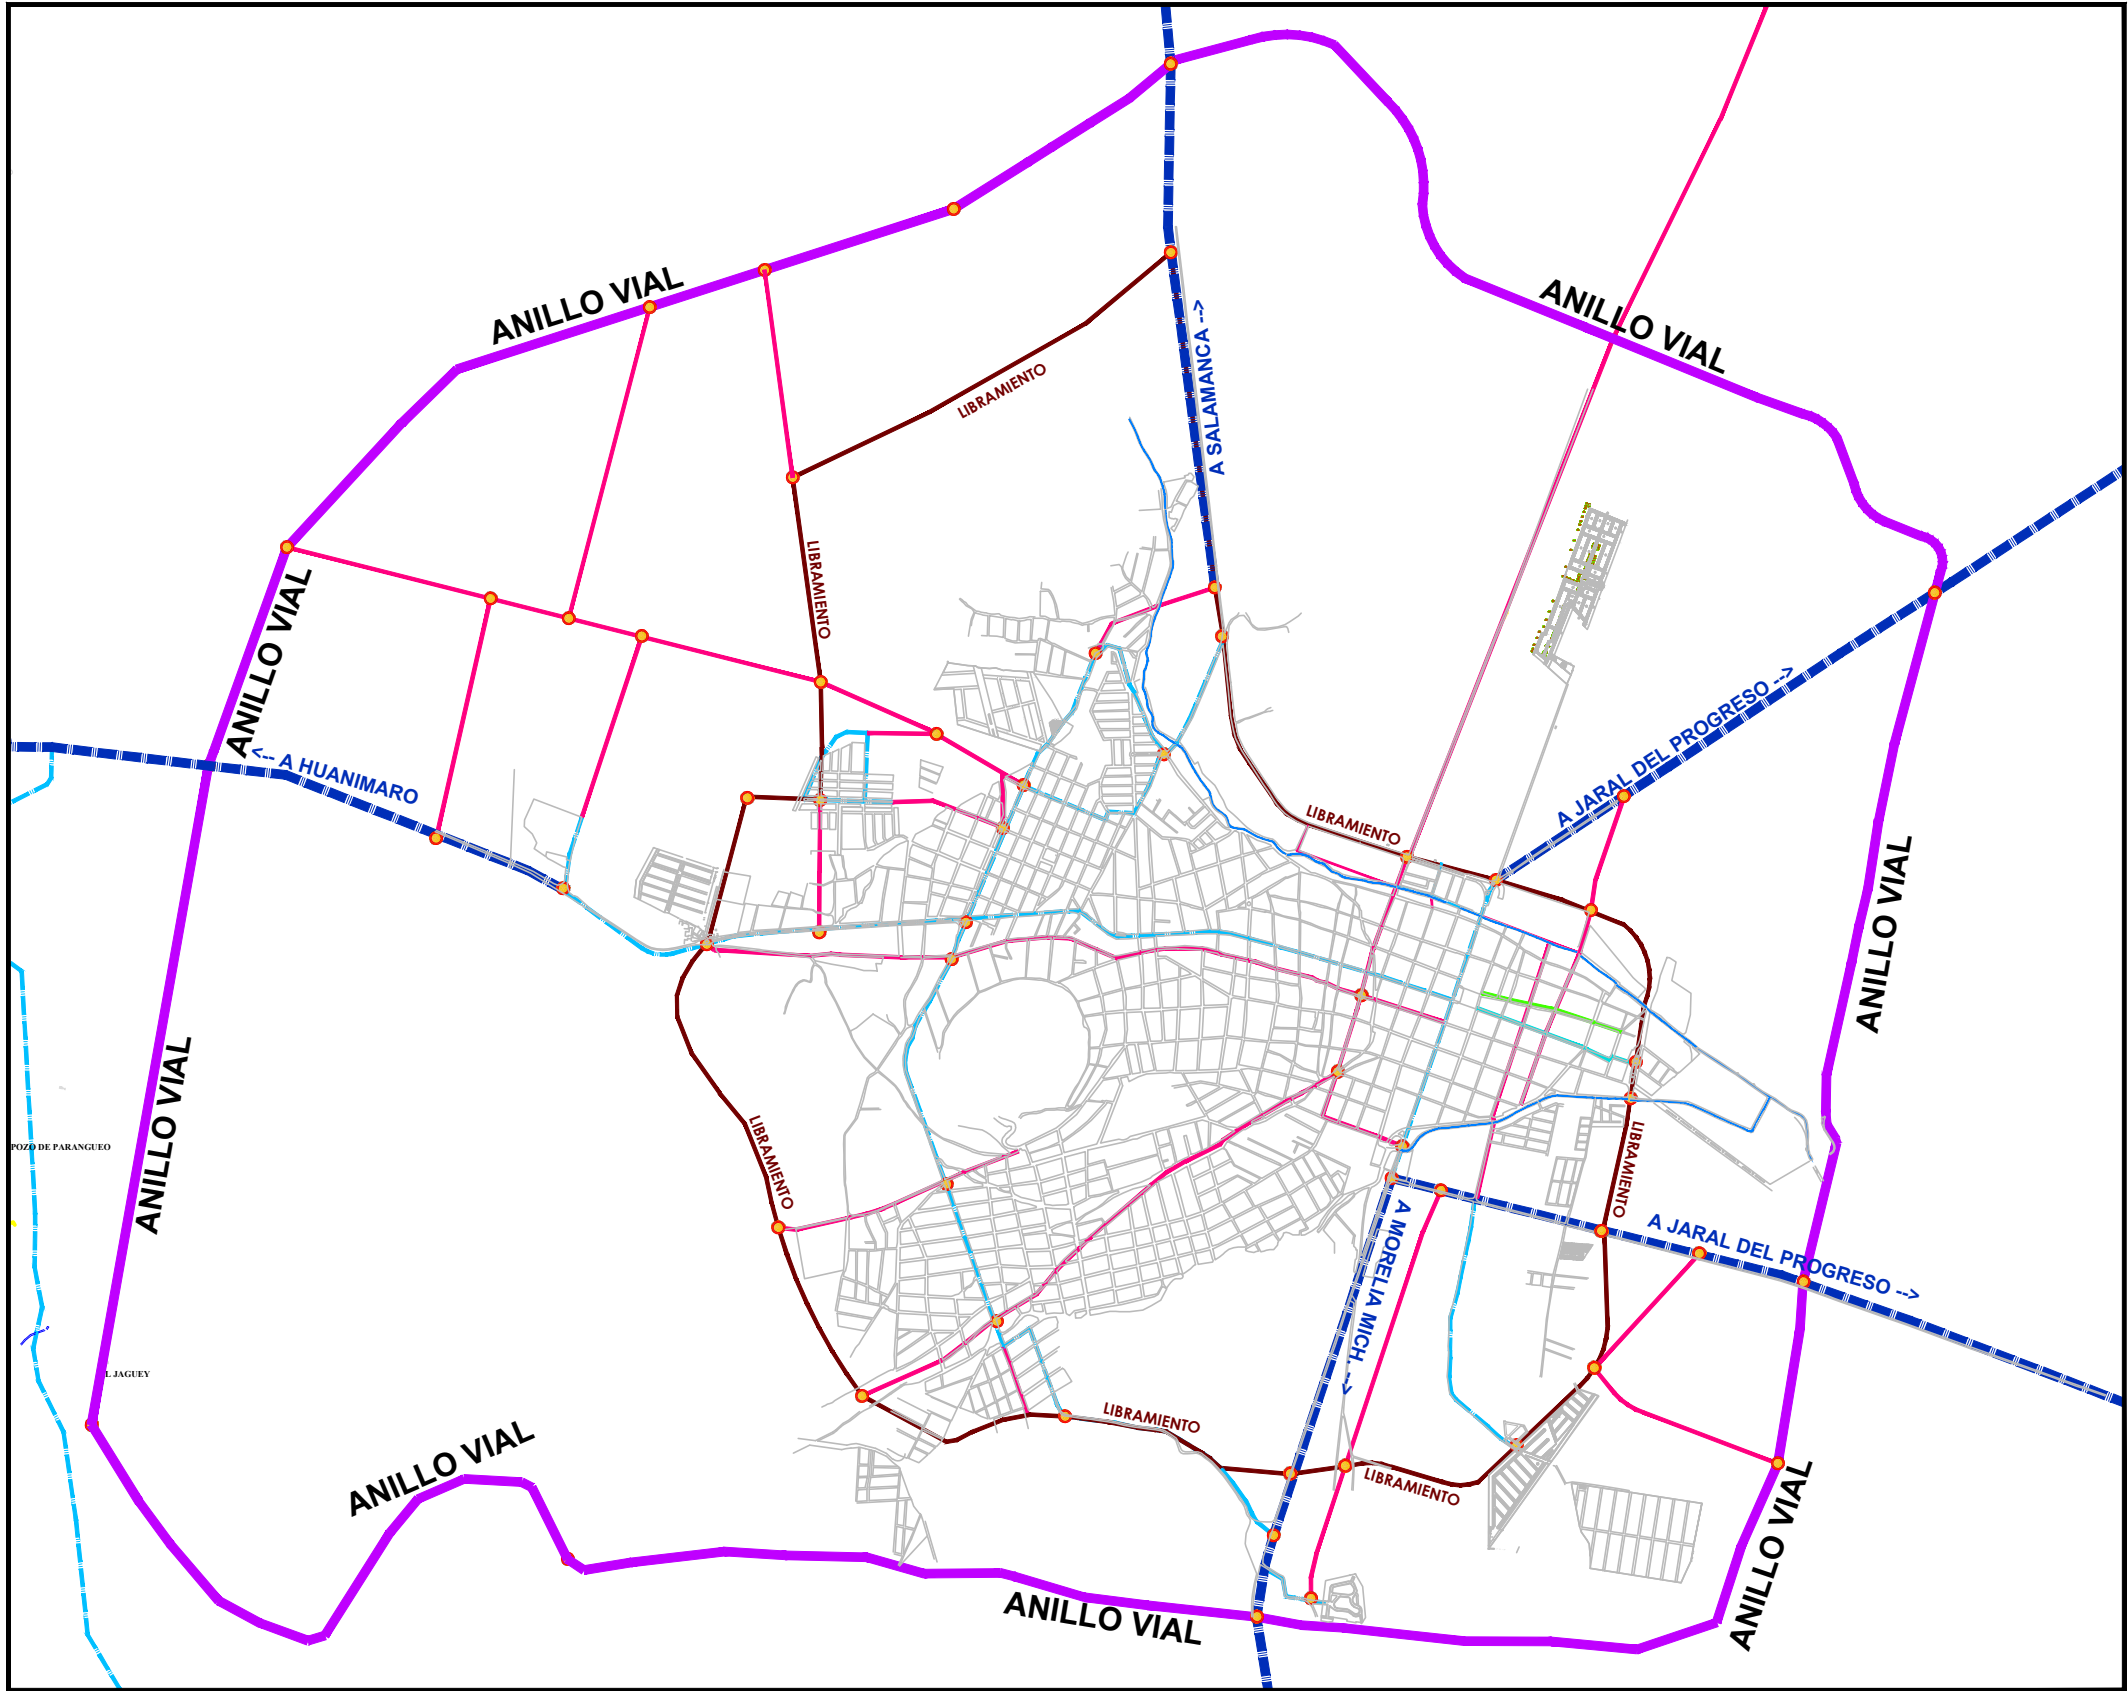 ANILLO VIAL
ANILLO VIAL
A SALAMANCA -->
LIBRAMIENTO
LIBRAMIENTO
ANILLO VIAL
A JARAL DEL PROGRESO -->
<--- A HUANIMARO
LIBRAMIENTO
ANILLO VIAL
ANILLO VIAL
POZO DE PARANGUEO
LIBRAMIENTO
LIBRAMIENTO
A JARAL DEL PROGRESO -->
A MORELIA MICH. -->
L JAGUEY
LIBRAMIENTO
ANILLO VIAL
LIBRAMIENTO
ANILLO VIAL
ANILLO VIAL